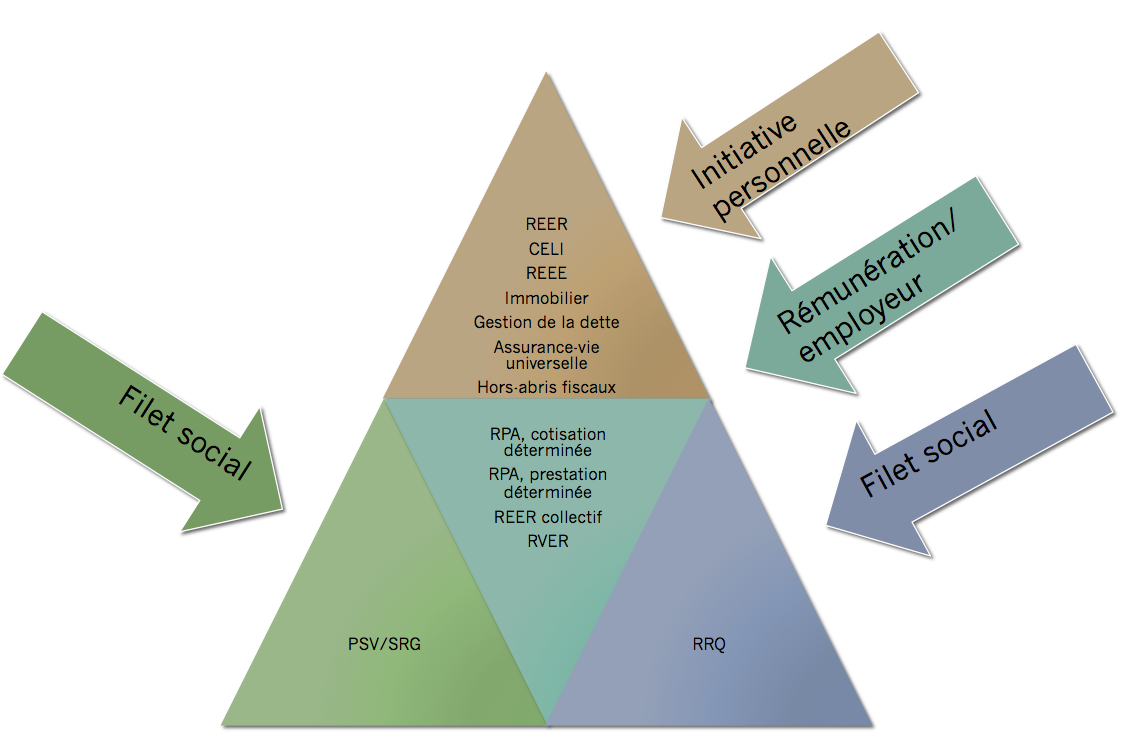 Initiative
personnelle
Rémunération/
employeur
Filet social
Filet social
REER
CELI
REEE
Immobilier
Gestion de la dette
Assurance-vie
universelle
Hors-abris fiscaux
RPA, cotisation
déterminée
RPA, prestation
déterminée
REER collectif
RVER
PSV/SRG
RRQ